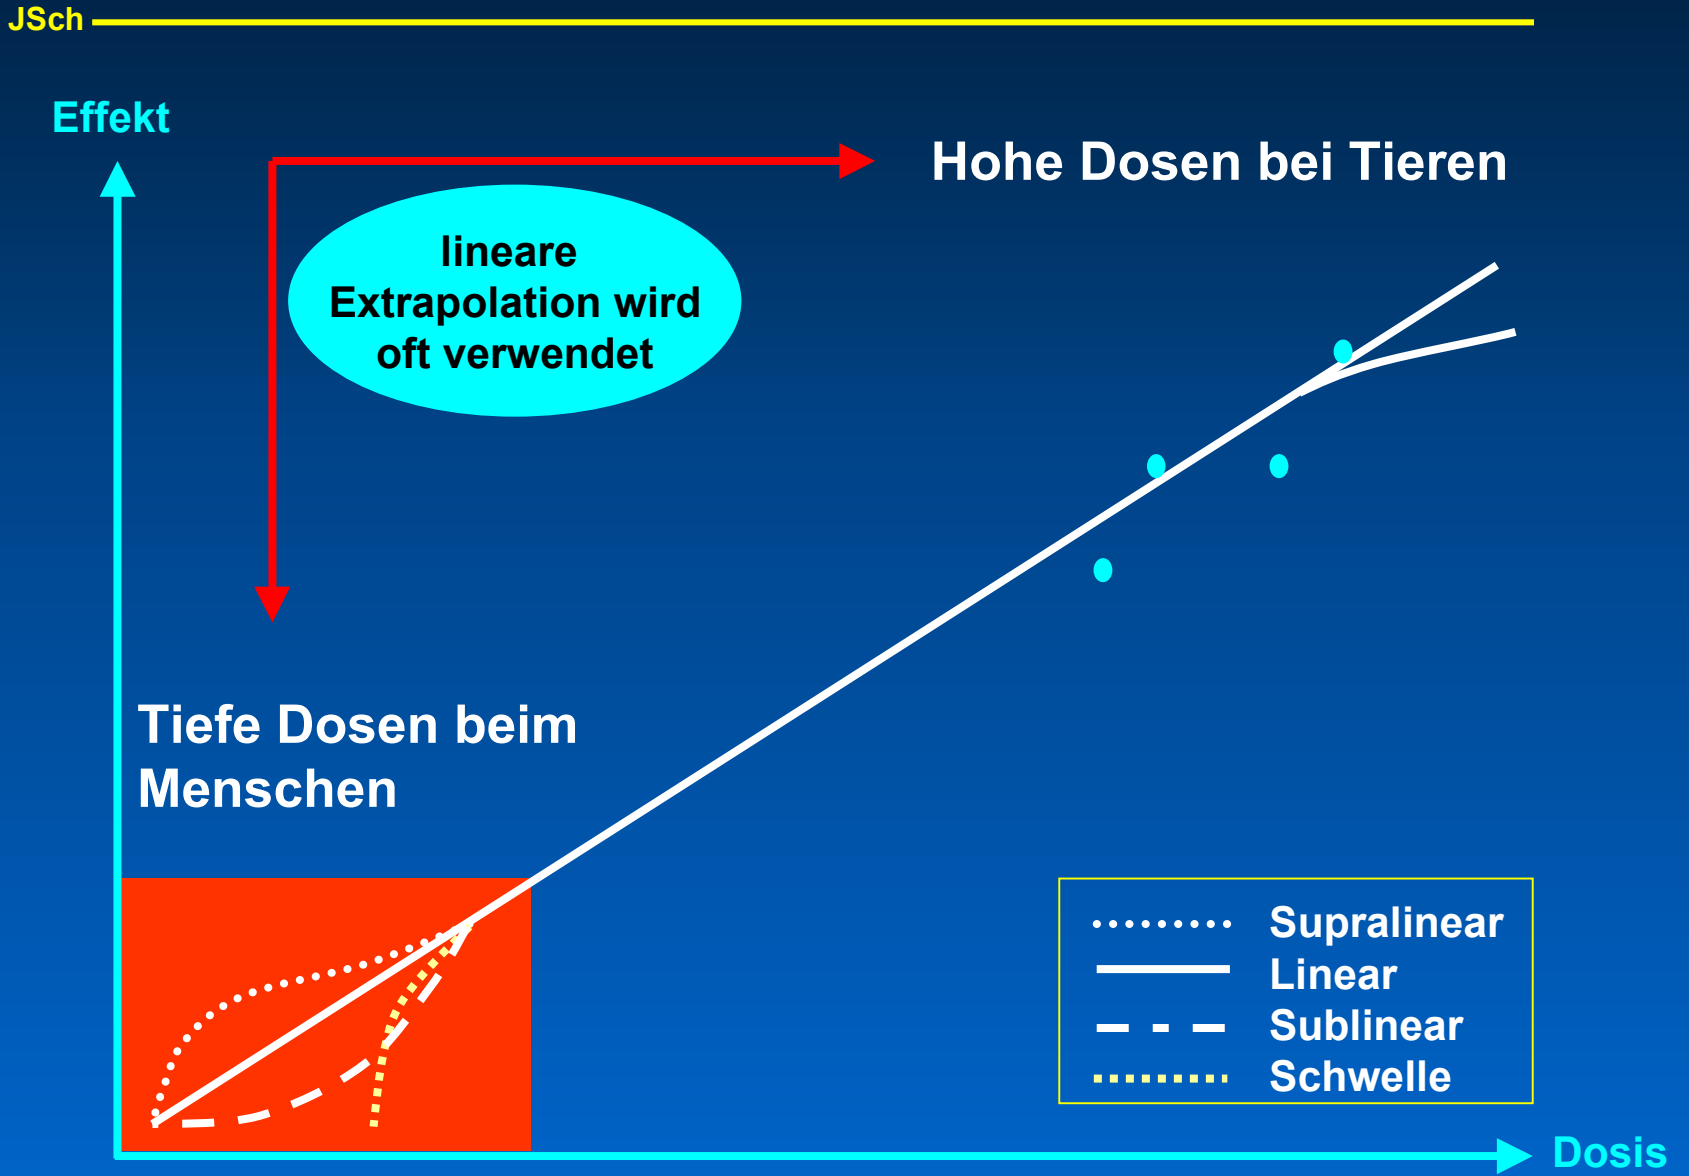 JSch
Effekt
Hohe Dosen bei Tieren
lineare
Extrapolation wird
oft verwendet
Tiefe Dosen beim
Menschen
Supralinear
Linear
Sublinear
Schwelle
Dosis